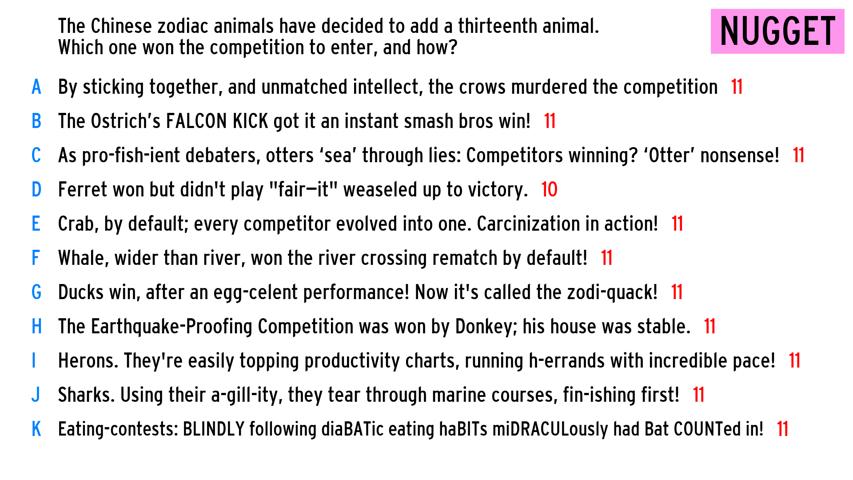 The Chinese zodiac animals have decided to add a thirteenth animal.
Which one won the competition to enter, and how?
NUGGET
A By sticking together, and unmatched intellect, the crows murdered the competition 11
B The Ostrich's FALCON KICK got it an instant smash bros win! 11
C As pro-fish-ient debaters, otters ‘sea’ through lies: Competitors winning? ‘Otter’ nonsense! 11
D Ferret won but didn't play "fair—it" weaseled up to victory. 10
E Crab, by default; every competitor evolved into one. Carcinization in action! 11
F Whale, wider than river, won the river crossing rematch by default! 11
G Ducks win, after an egg-celent performance! Now it's called the zodi-quack! 11
H The Earthquake-Proofing Competition was won by Donkey; his house was stable. 11
I Herons. They're easily topping productivity charts, running h-errands with incredible pace! 11
J Sharks. Using their a-gill-ity, they tear through marine courses, fin-ishing first! 11
K Eating-contests: BLINDLY following diaBATic eating haBITs miDRACULously had Bat COUNTed in! 11